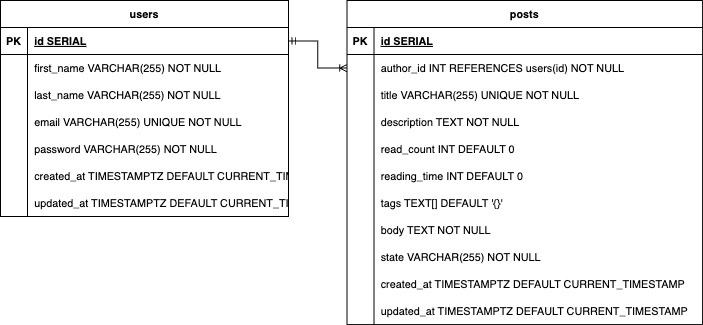 users
PK id SERIAL
first_name VARCHAR(255) NOT NULL
last_name VARCHAR(255) NOT NULL
email VARCHAR(255) UNIQUE NOT NULL
password VARCHAR(255) NOT NULL
created_at TIMESTAMPTZ DEFAULT CURRENT_TI
updated_at TIMESTAMPTZ DEFAULT CURRENT_TI
posts
PK id SERIAL
author_id INT REFERENCES users(id) NOT NULL
title VARCHAR(255) UNIQUE NOT NULL
description TEXT NOT NULL
read_count INT DEFAULT 0
reading_time INT DEFAULT 0
tags TEXT[] DEFAULT '{}'
body TEXT NOT NULL
state VARCHAR(255) NOT NULL
created_at TIMESTAMPTZ DEFAULT CURRENT_TIMESTAMP
updated_at TIMESTAMPTZ DEFAULT CURRENT_TIMESTAMP